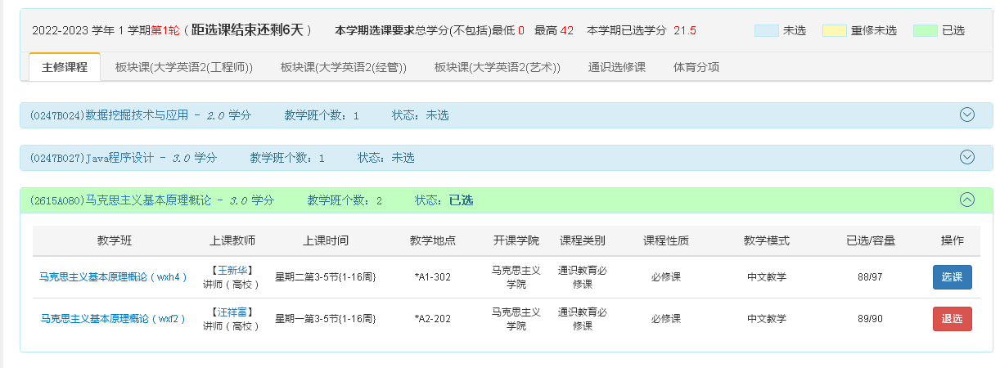 2022-2023 学年 1 学期第1轮（距选课结束还剩6天） 本学期选课要求总学分(不包括)最低 0 最高 42 本学期已选学分 21.5 未选 重修未选 已选
主修课程 板块课(大学英语2(工程师)) 板块课(大学英语2(经管)) 板块课(大学英语2(艺术)) 通识选修课 体育分项
(0247B024)数据挖掘技术与应用 - 2.0 学分 教学班个数：1 状态：未选
(0247B027)Java程序设计 - 3.0 学分 教学班个数：1 状态：未选
(2615A080)马克思主义基本原理概论 - 3.0 学分 教学班个数：2 状态：已选
教学班 上课教师 上课时间 教学地点 开课学院 课程类别 课程性质 教学模式 已选/容量 操作
马克思主义基本原理概论（wxh4） 【王新华】 星期二第3-5节{1-16周} *A1-302 马克思主义 通识教育必 必修课 中文教学 88/97 选课
讲师（高校） 学院 修课
马克思主义基本原理概论（wxf2） 【汪祥富】 星期一第3-5节{1-16周} *A2-202 马克思主义 通识教育必 必修课 中文教学 89/90 退选
讲师（高校） 学院 修课